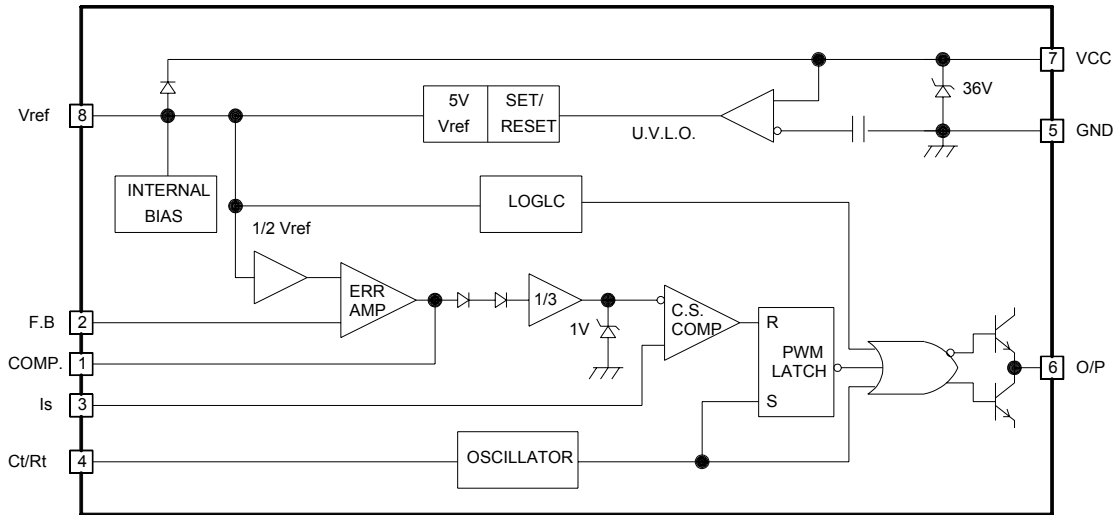 7 VCC
36V
5V
Vref
SET/
RESET
U.V.L.O.
Vref 8
5 GND
INTERNAL
BIAS
LOGLC
1/2 Vref
ERR
AMP
1/3
1V
C.S.
COMP
R
PWM
LATCH
S
F.B 2
COMP. 1
Is 3
6 O/P
Ct/Rt 4
OSCILLATOR